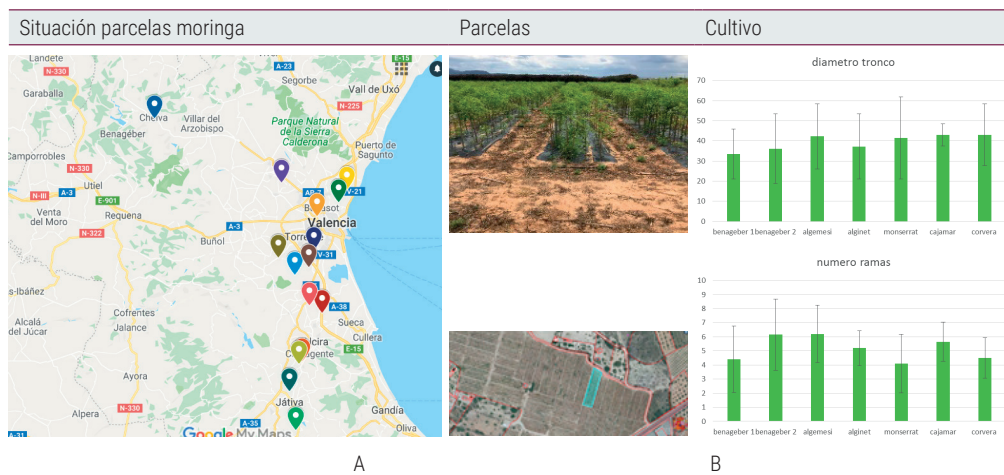 Situación parcelas moringa
Parcelas
Cultivo
Landete
N-330
Garaballa
A-23
Segorbe
E-15
Vall de Uxó
Chelva
Benagéber
Villar del
Arzobispo
N-225
Parque Natural
de la Sierra
Calderona
Puerto de
Sagunto
Camporrobles
N-330
Utiel
A-3
N-III
E-901
Requena
Venta
del Moro
N-322
A-3
Buñol
V-21
Valencia
V-31
A-38
Cofrentes
Jalance
Alcalá
del Júcar
Sueca
Cullera
E-15
Ayora
Alpera
N-330
Játiva
Gandía
A-35
Oliva
A-31
Google My Maps
diametro tronco
70
60
50
40
30
20
10
0
benageber 1 benageber 2 algemesi alginet monserrat cajamar corvera
numero ramas
10
9
8
7
6
5
4
3
2
1
0
benageber 1 benageber 2 algemesi alginet monserrat cajamar corvera
A
B